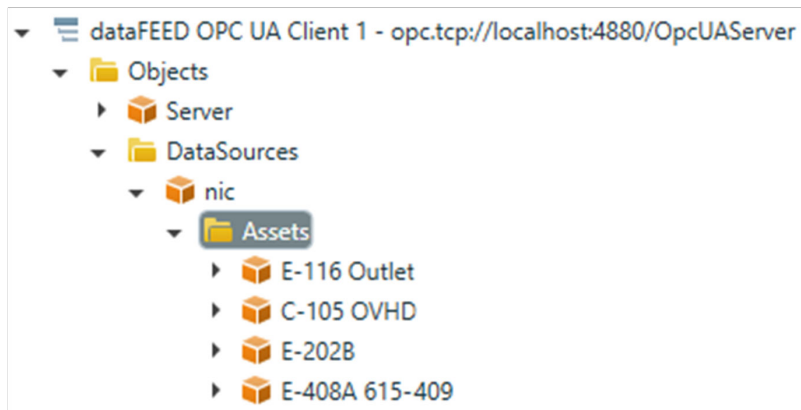 dataFEED OPC UA Client 1 - opc.tcp://localhost:4880/OpcUAServer
Objects
Server
DataSources
nic
Assets
E-116 Outlet
C-105 OVHD
E-202B
E-408A 615-409